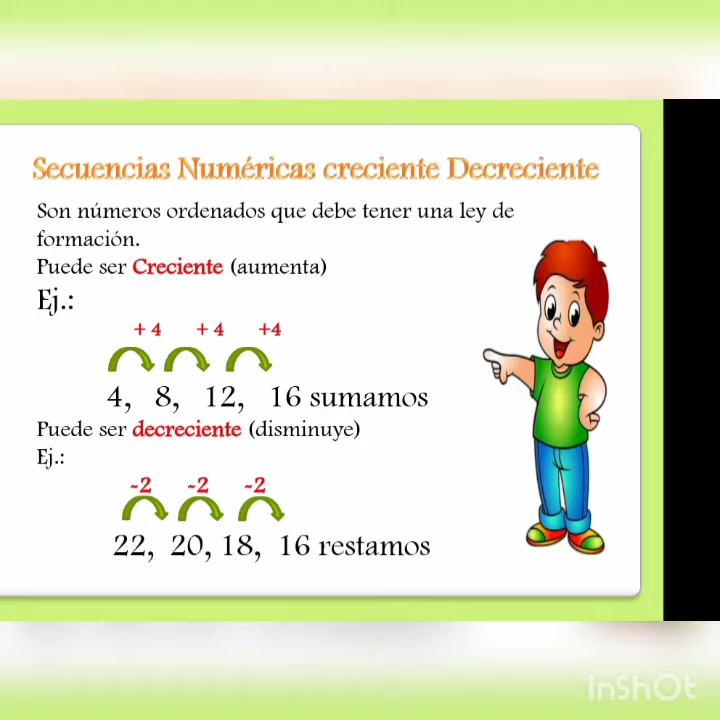 Secuencias Numéricas creciente Decreciente
Son números ordenados que debe tener una ley de
formación.
Puede ser Creciente (aumenta)
Ej.:
+ 4 + 4 +4
4, 8, 12, 16 sumamos
Puede ser decreciente (disminuye)
Ej.:
-2 -2 -2
22, 20, 18, 16 restamos
InShOt